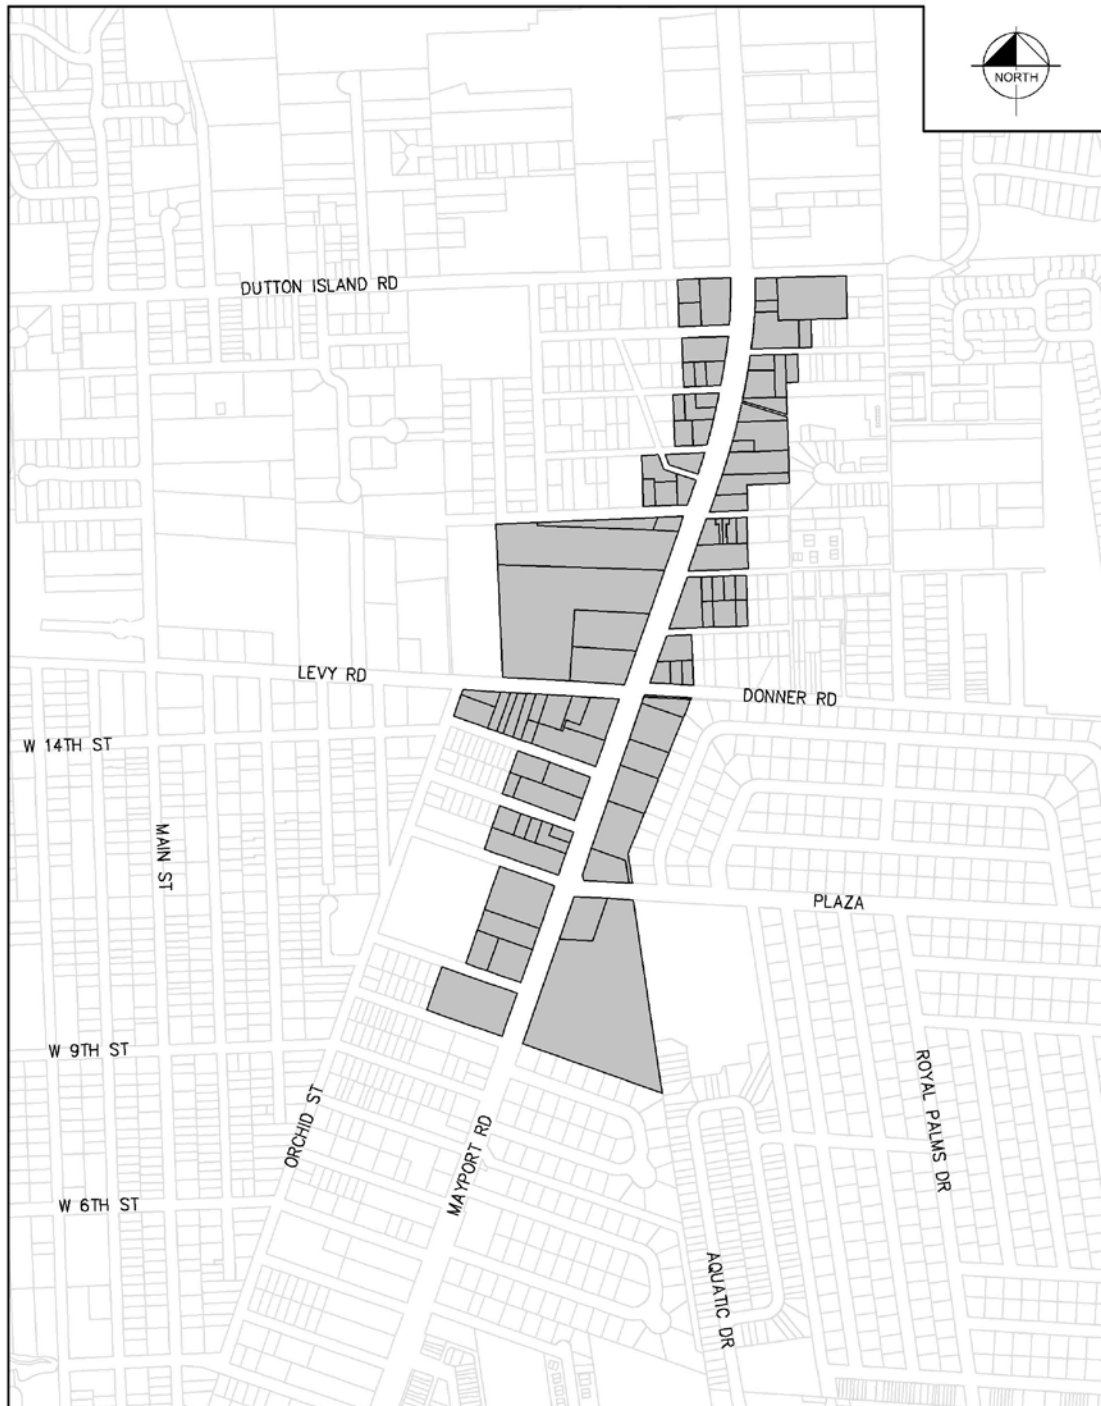 NORTH
DUTTON ISLAND RD
LEVY RD
DONNER RD
W 14TH ST
MAIN ST
PLAZA
W 9TH ST
ROYAL PALMS DR
ORCHID ST
MAYPORT RD
W 6TH ST
AQUATIC DR